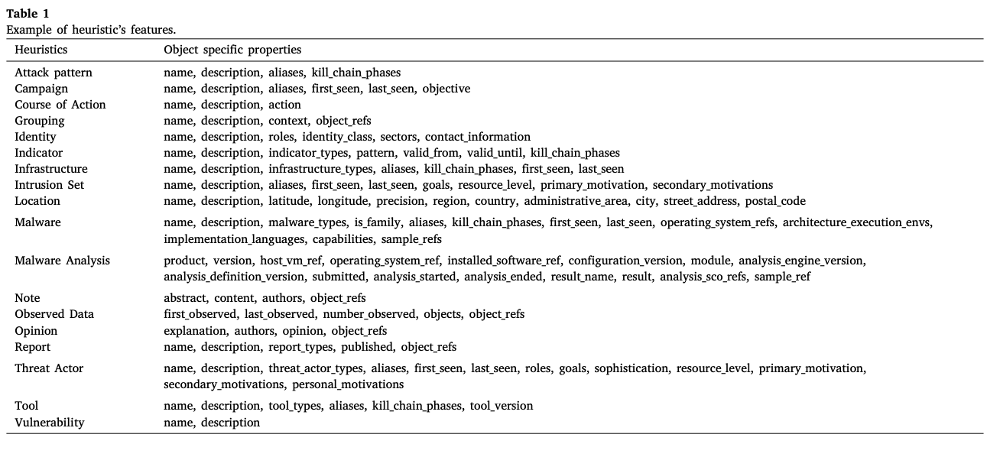 Table 1
Example of heuristic's features.
Heuristics Object specific properties
Attack pattern name, description, aliases, kill_chain_phases
Campaign name, description, aliases, first_seen, last_seen, objective
Course of Action name, description, action
Grouping name, description, context, object_refs
Identity name, description, roles, identity_class, sectors, contact_information
Indicator name, description, indicator_types, pattern, valid_from, valid_until, kill_chain_phases
Infrastructure name, description, infrastructure_types, aliases, kill_chain_phases, first_seen, last_seen
Intrusion Set name, description, aliases, first_seen, last_seen, goals, resource_level, primary_motivation, secondary_motivations
Location name, description, latitude, longitude, precision, region, country, administrative_area, city, street_address, postal_code
Malware name, description, malware_types, is_family, aliases, kill_chain_phases, first_seen, last_seen, operating_system_refs, architecture_execution_envs,
implementation_languages, capabilities, sample_refs
Malware Analysis product, version, host_vm_ref, operating_system_ref, installed_software_ref, configuration_version, module, analysis_engine_version,
analysis_definition_version, submitted, analysis_started, analysis_ended, result_name, result, analysis_sco_refs, sample_ref
Note abstract, content, authors, object_refs
Observed Data first_observed, last_observed, number_observed, objects, object_refs
Opinion explanation, authors, opinion, object_refs
Report name, description, report_types, published, object_refs
Threat Actor name, description, threat_actor_types, aliases, first_seen, last_seen, roles, goals, sophistication, resource_level, primary_motivation,
secondary_motivations, personal_motivations
Tool name, description, tool_types, aliases, kill_chain_phases, tool_version
Vulnerability name, description